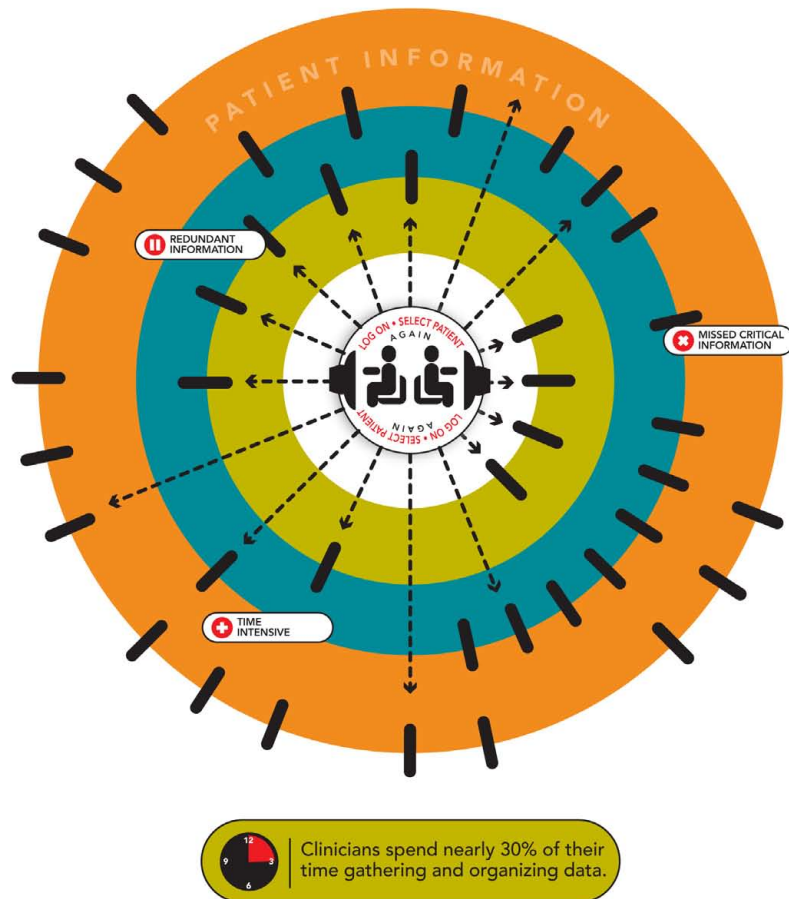 PATIENT INFORMATION
REDUNDANT
INFORMATION
LOG ON • SELECT PATIENT
AGAIN
MISSED CRITICAL
INFORMATION
AGAIN
LOG ON • SELECT PATIENT
TIME
INTENSIVE
12
9
3
6
Clinicians spend nearly 30% of their
time gathering and organizing data.